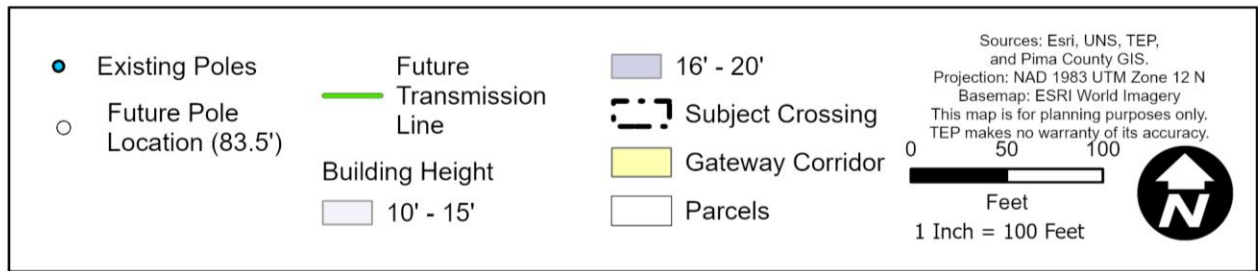 Existing Poles
Future Pole
Location (83.5')
Future
Transmission
Line
Building Height
10' - 15'
16' - 20'
Subject Crossing
Gateway Corridor
Parcels
Sources: Esri, UNS, TEP,
and Pima County GIS.
Projection: NAD 1983 UTM Zone 12 N
Basemap: ESRI World Imagery
This map is for planning purposes only.
TEP makes no warranty of its accuracy.
0 50 100
Feet
1 Inch = 100 Feet
N